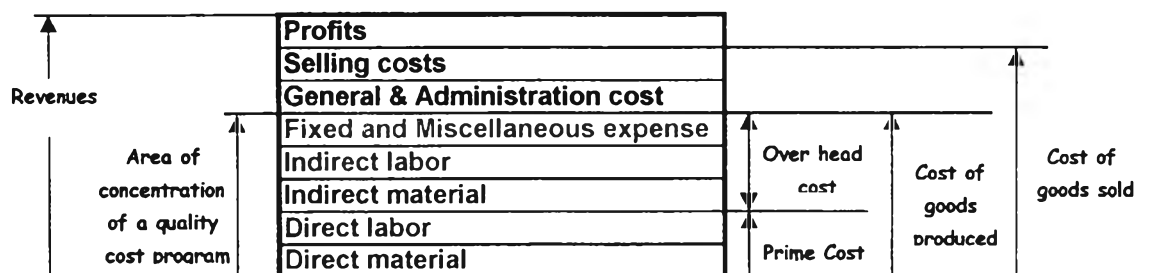 Profits
Selling costs
Revenues
General & Administration cost
Fixed and Miscellaneous expense
Area of
concentration
of a quality
cost program
Indirect labor
Indirect material
Direct labor
Direct material
Over head
cost
Prime Cost
Cost of
goods
produced
Cost of
goods sold